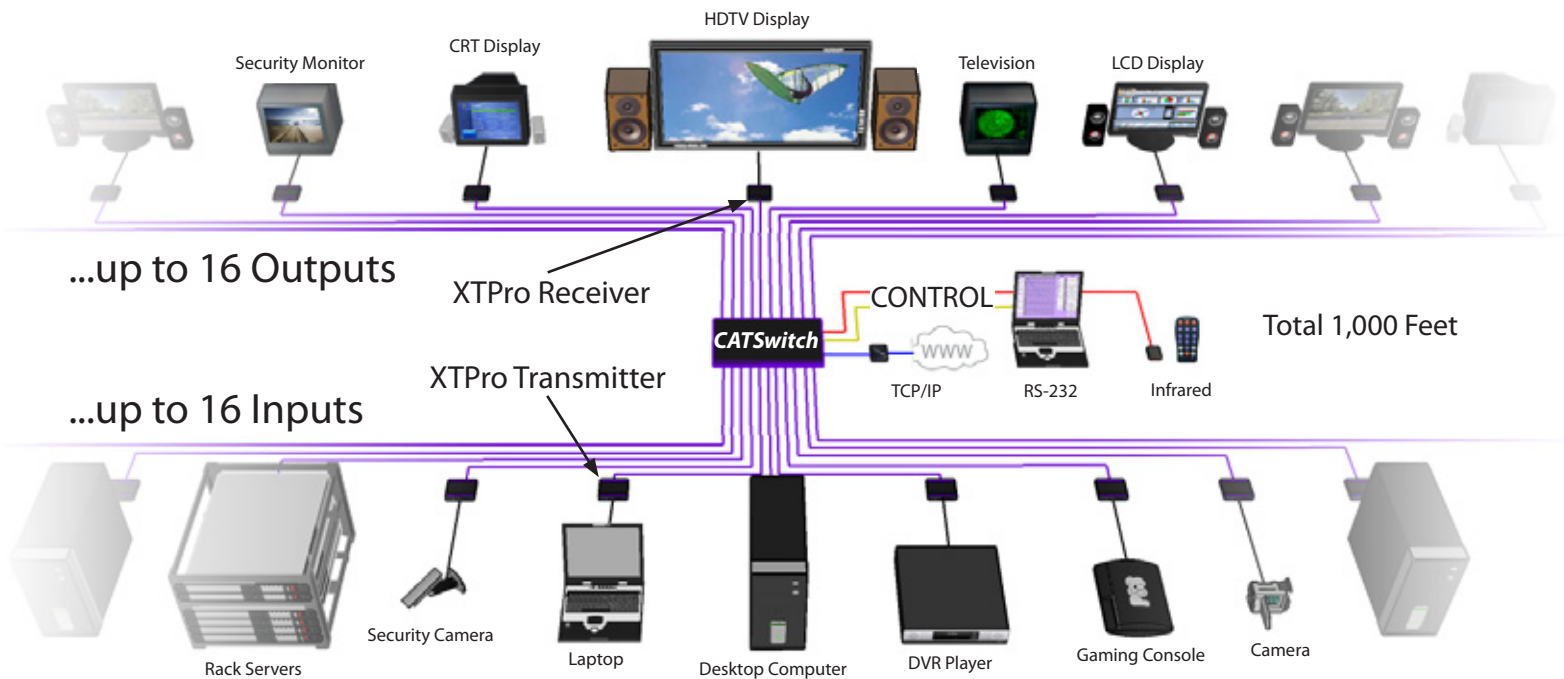 HDTV Display
CRT Display
Security Monitor
Television
LCD Display
...up to 16 Outputs
XTPro Receiver
CONTROL
Total 1,000 Feet
CATSwitch
WWW
XTPro Transmitter
TCP/IP
RS-232
Infrared
...up to 16 Inputs
Security Camera
Laptop
Rack Servers
Desktop Computer
DVR Player
Gaming Console
Camera